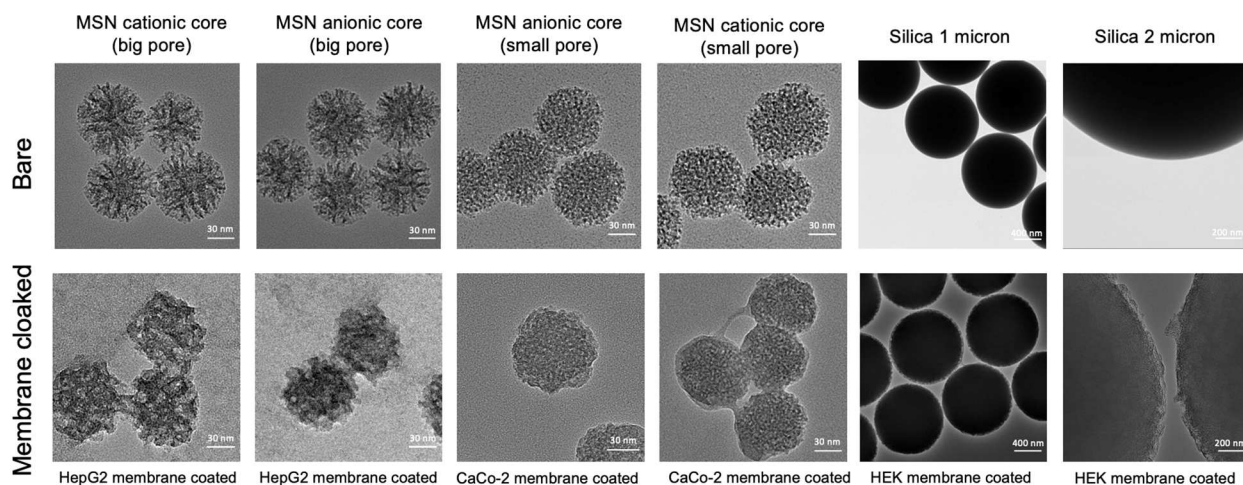 MSN cationic core
(big pore)
MSN anionic core
(big pore)
MSN anionic core
(small pore)
MSN cationic core
(small pore)
Silica 1 micron
Silica 2 micron
Bare
30 nm
30 nm
30 nm
30 nm
400 nm
200 nm
Membrane cloaked
30 nm
30 nm
30 nm
30 nm
400 nm
200 nm
HepG2 membrane coated
HepG2 membrane coated
CaCo-2 membrane coated
CaCo-2 membrane coated
HEK membrane coated
HEK membrane coated